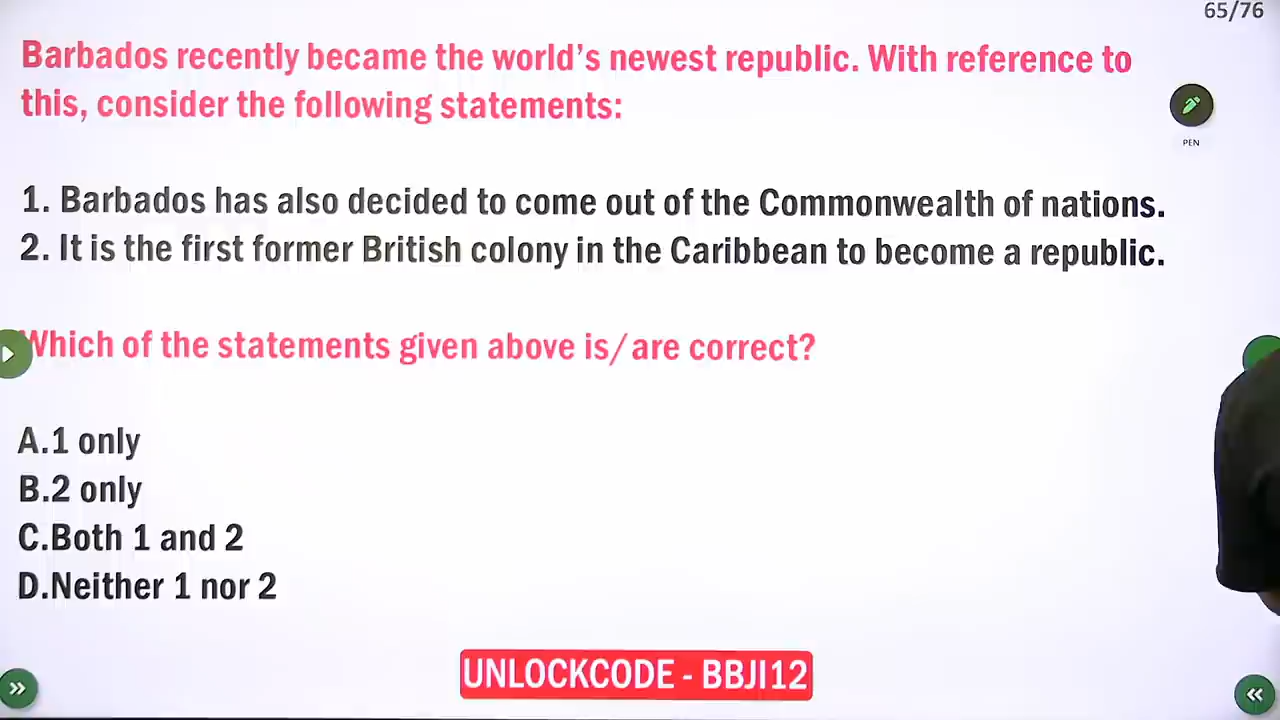 65/76
Barbados recently became the world’s newest republic. With reference to
this, consider the following statements:
PEN
1. Barbados has also decided to come out of the Commonwealth of nations.
2. It is the first former British colony in the Caribbean to become a republic.
Which of the statements given above is/are correct?
A.1 only
B.2 only
C.Both 1 and 2
D.Neither 1 nor 2
UNLOCKCODE - BBJI12